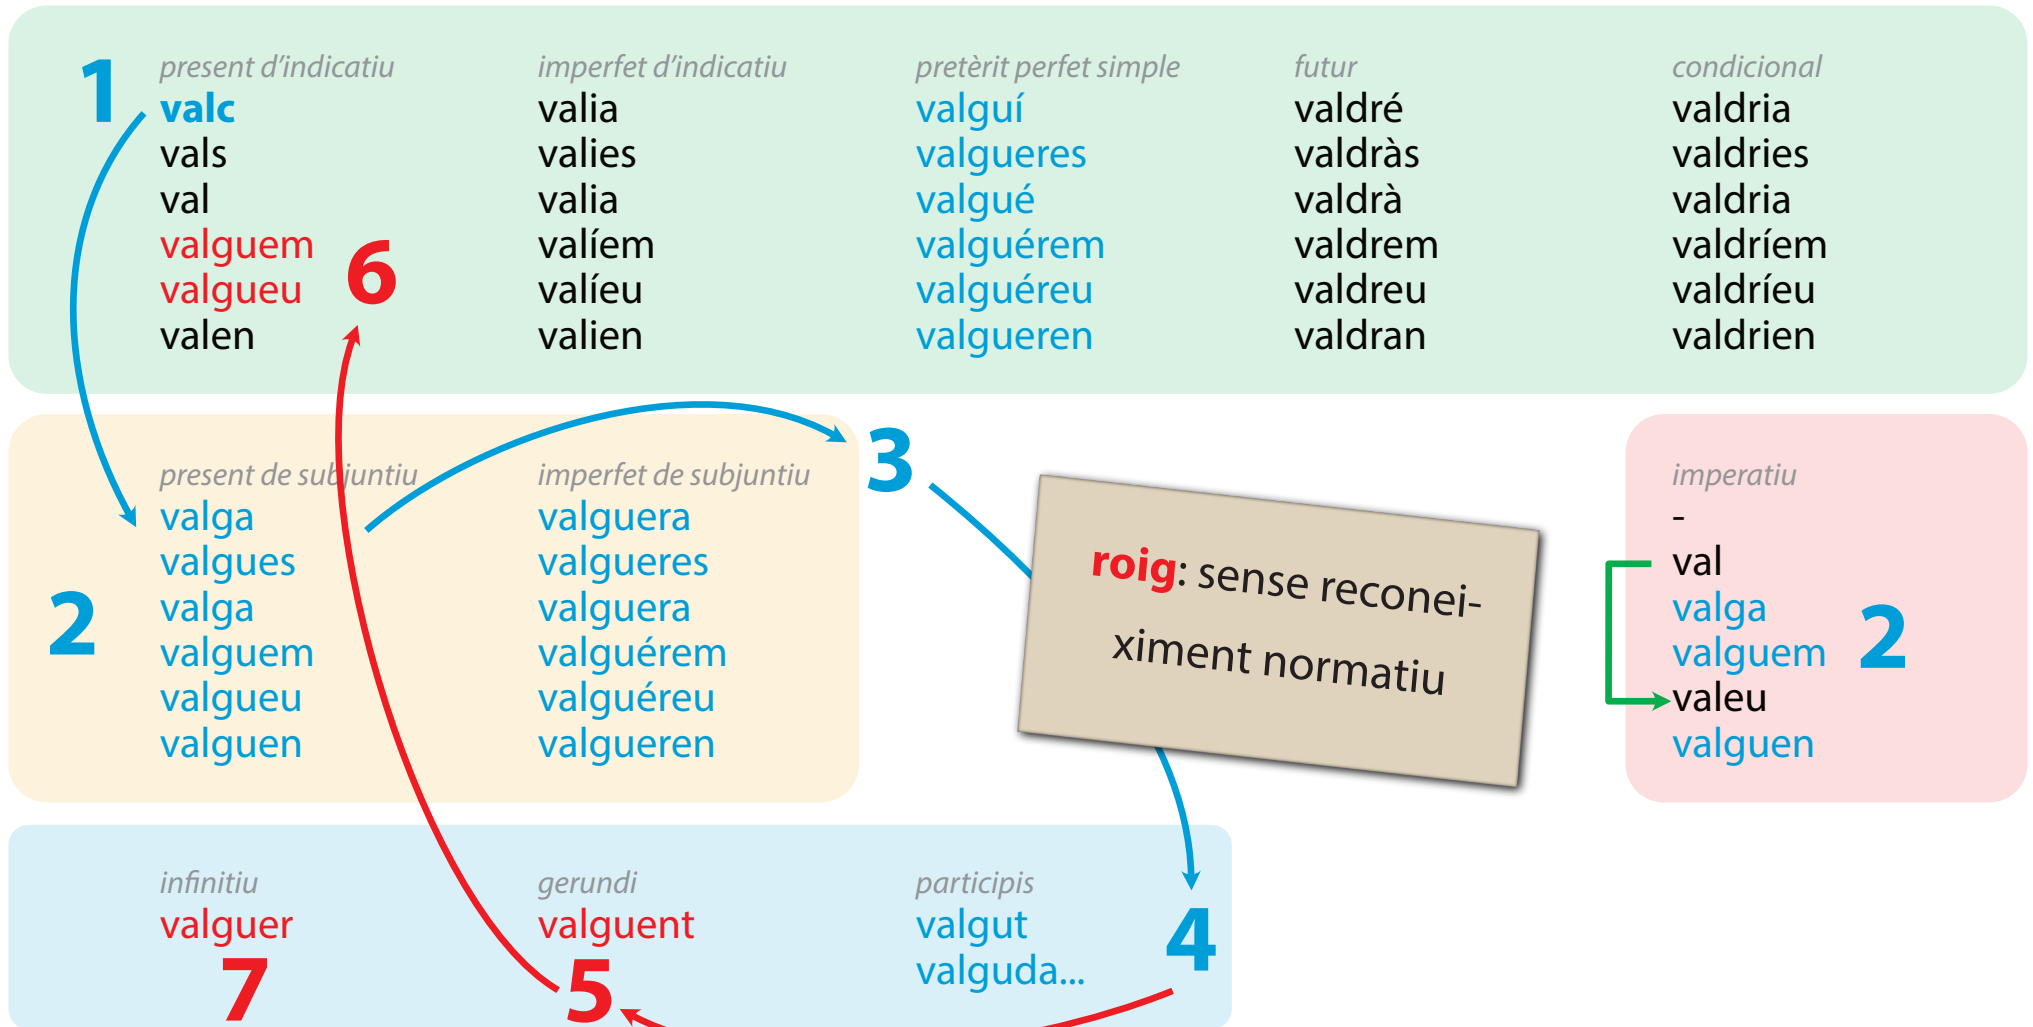 1
present d’indicatiu
valc
vals
val
valguem
valgueu
valen
6
imperfet d’indicatiu
valia
valies
valia
valíem
valíeu
valien
pretèrit perfet simple
valguí
valgueres
valgué
valguérem
valguéreu
valgueren
futur
valdré
valdràs
valdrà
valdrem
valdreu
valdran
condicional
valdria
valdries
valdria
valdríem
valdríeu
valdrien
2
present de subjuntiu
valga
valgues
valga
valguem
valgueu
valguen
imperfet de subjuntiu
valguera
valgueres
valguera
valguérem
valguéreu
valgueren
3
roig: sense reconei-
ximent normatiu
imperatiu
-
val
valga
valguem
valeu
valguen
2
infinitiu
valguer
7
gerundi
valguent
5
participis
valgut
valguda...
4